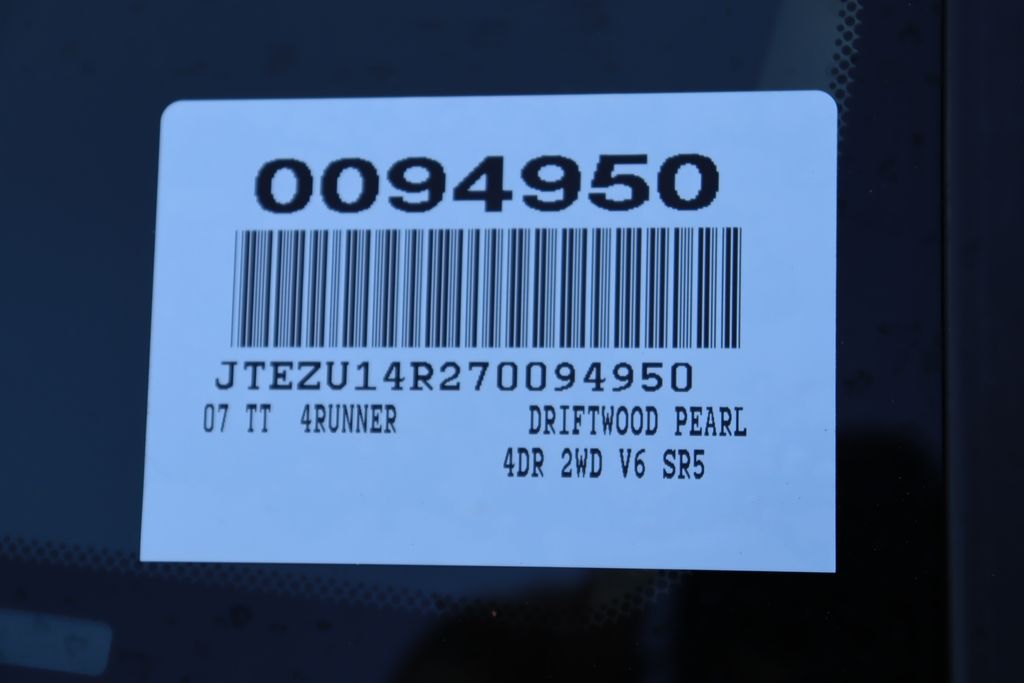 0094950
JTEZU14R270094950
07 TT 4RUNNER DRIFTWOOD PEARL
4DR 2WD V6 SR5